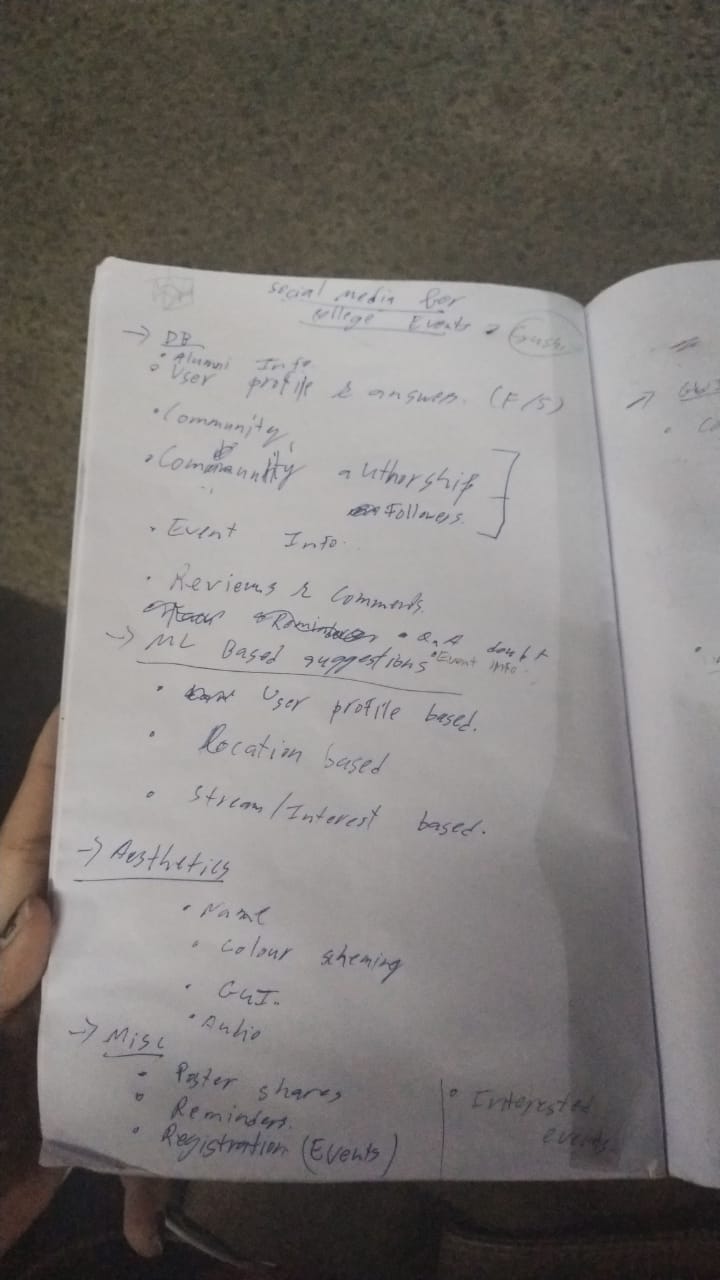 Social Media for
College Events
→ DB
• Alumni Info
• User profile & answers. (F/S)
• Community
• Community authorship
Followers.
• Event Info.
• Reviews & Comments.
• QnA doubt
→ ML Based suggestions • Event Info.
• User profile based.
• Location based
• Stream/Interest based.
→ Aesthetics
• Name
• Colour scheming
• GUI.
• Audio
→ Misc
• Poster shares
• Reminders.
• Registration (Events)
• Interested
events.